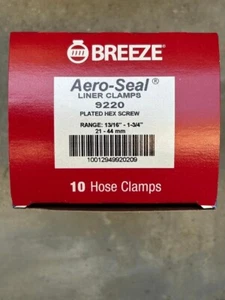 BREEZE®
Aero-Seal®
LINER CLAMPS
9220
PLATED HEX SCREW
RANGE: 13/16" - 1-3/4"
21 - 44 mm
10012949920209
10 Hose Clamps